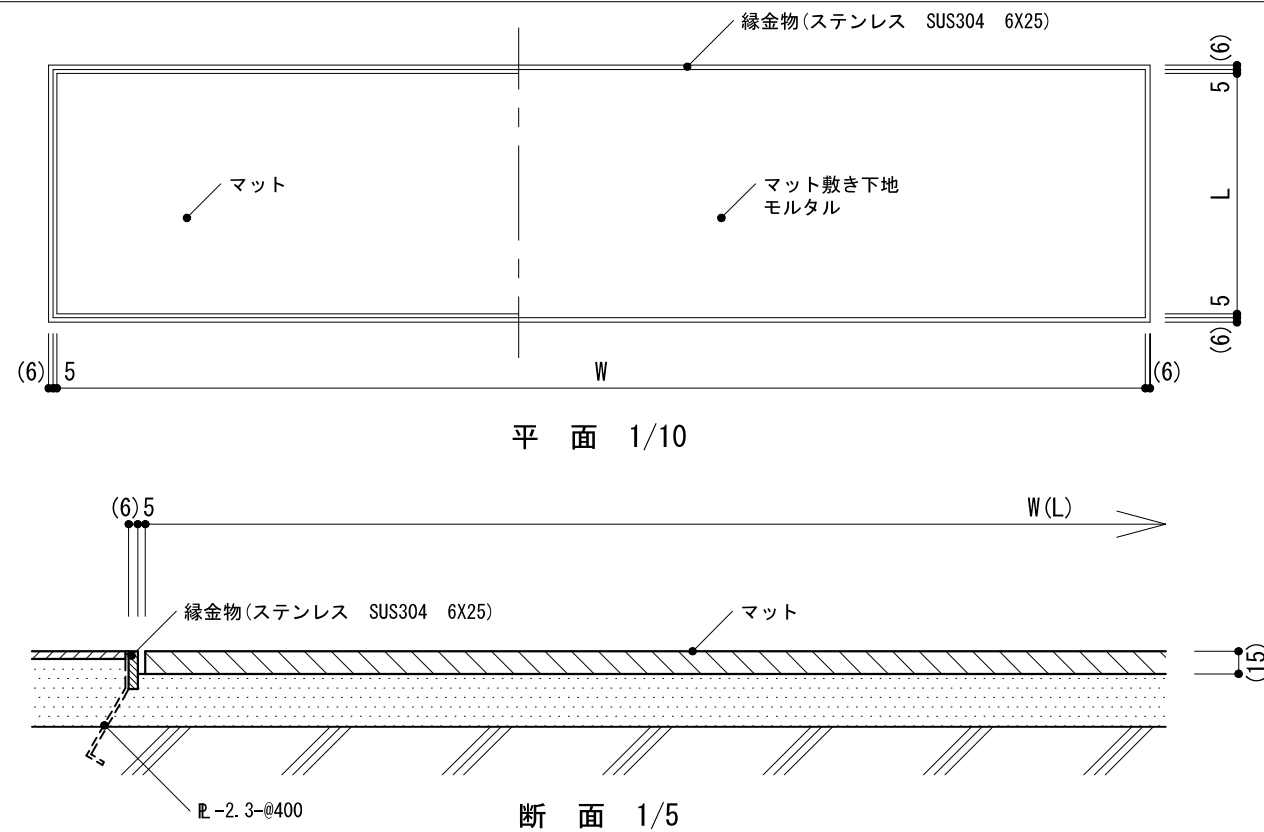 縁金物(ステンレス SUS304 6X25)
(6)
5
マット
マット敷き下地
モルタル
L
5
(6)
(6) 5
W
(6)
平 面 1/10
(6) 5
W(L)
縁金物(ステンレス SUS304 6X25)
マット
(15)
PL-2.3-@400
断 面 1/5